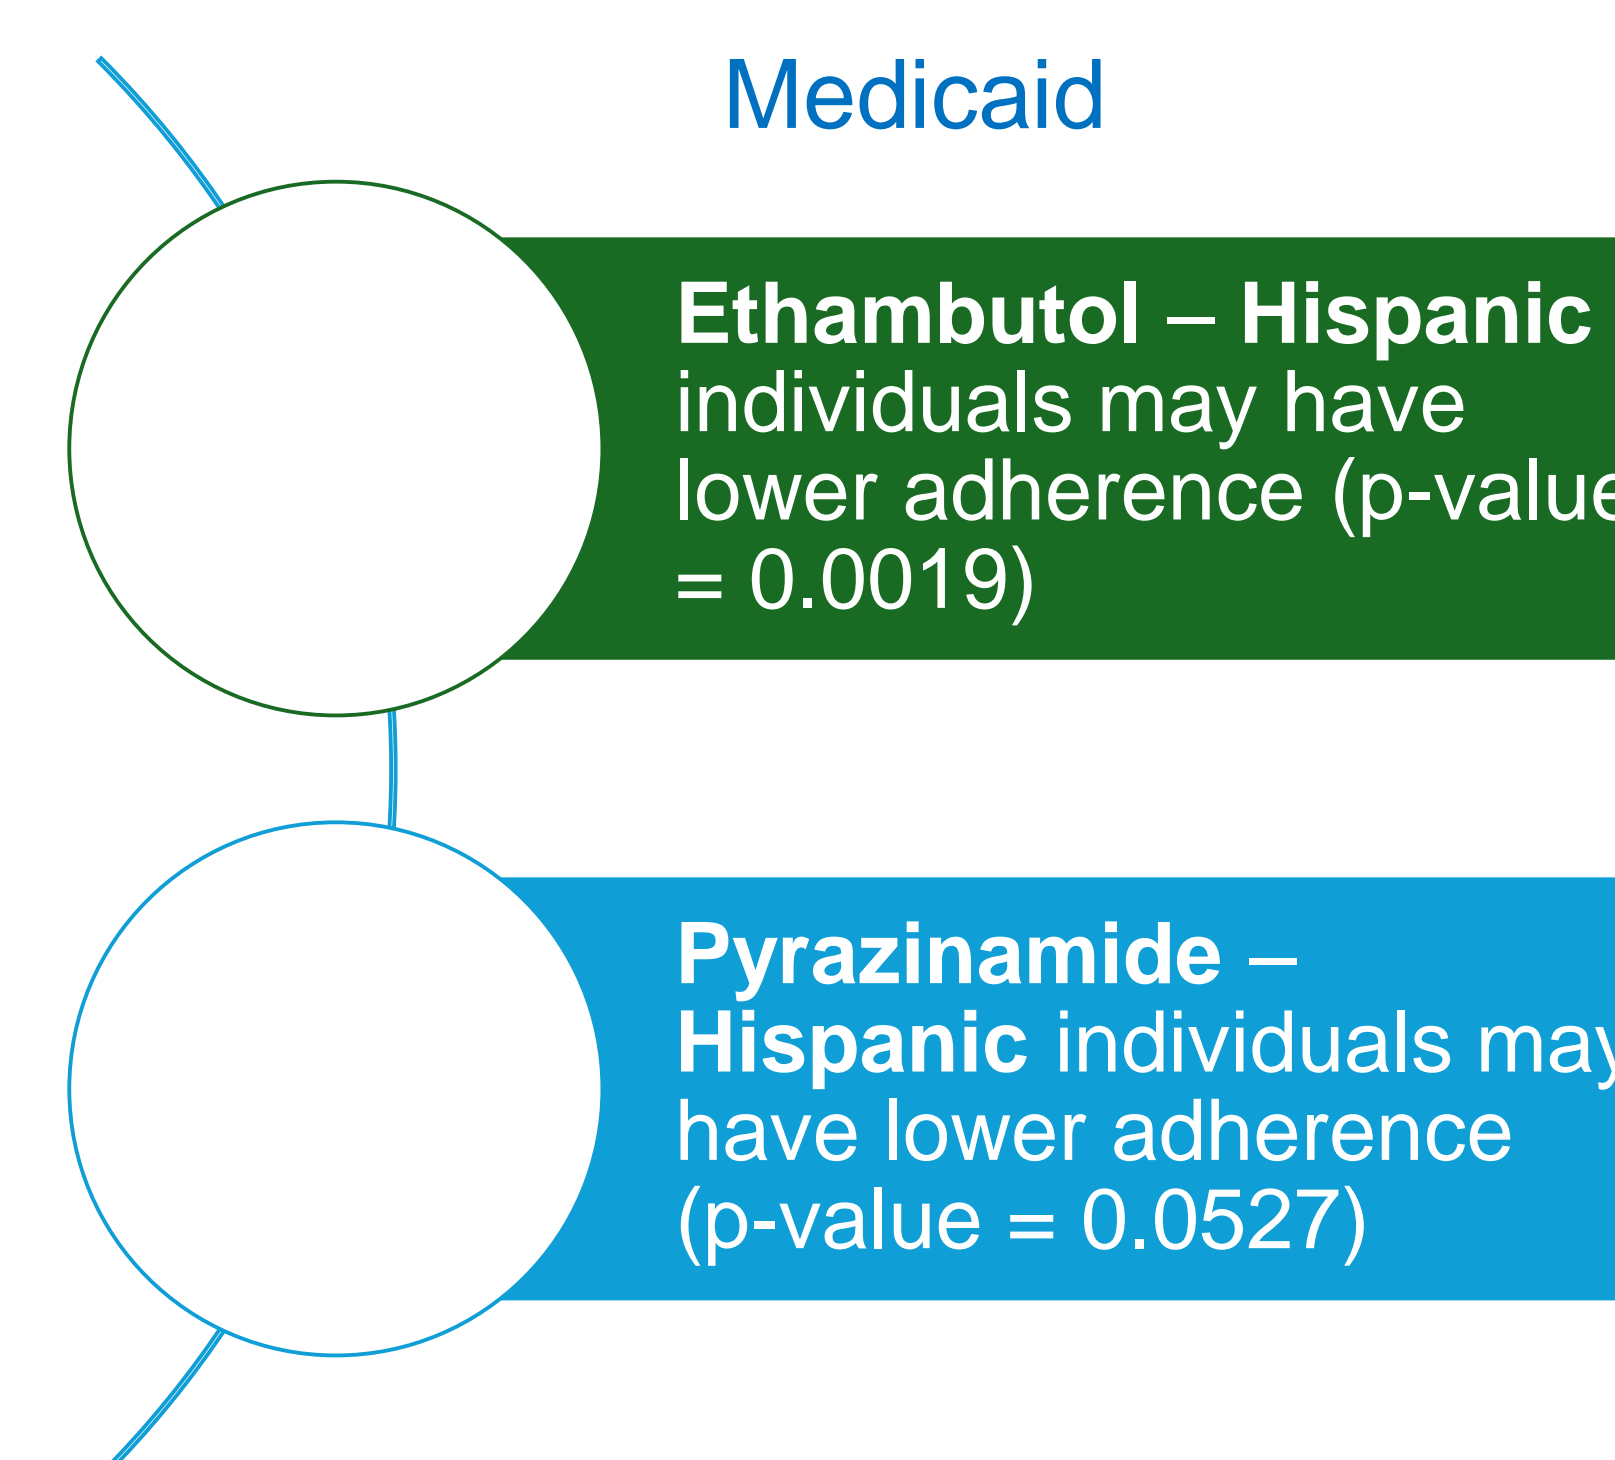 Medicaid
Ethambutol – Hispanic
individuals may have
lower adherence (p-value
= 0.0019)
Pyrazinamide –
Hispanic individuals may
have lower adherence
(p-value = 0.0527)